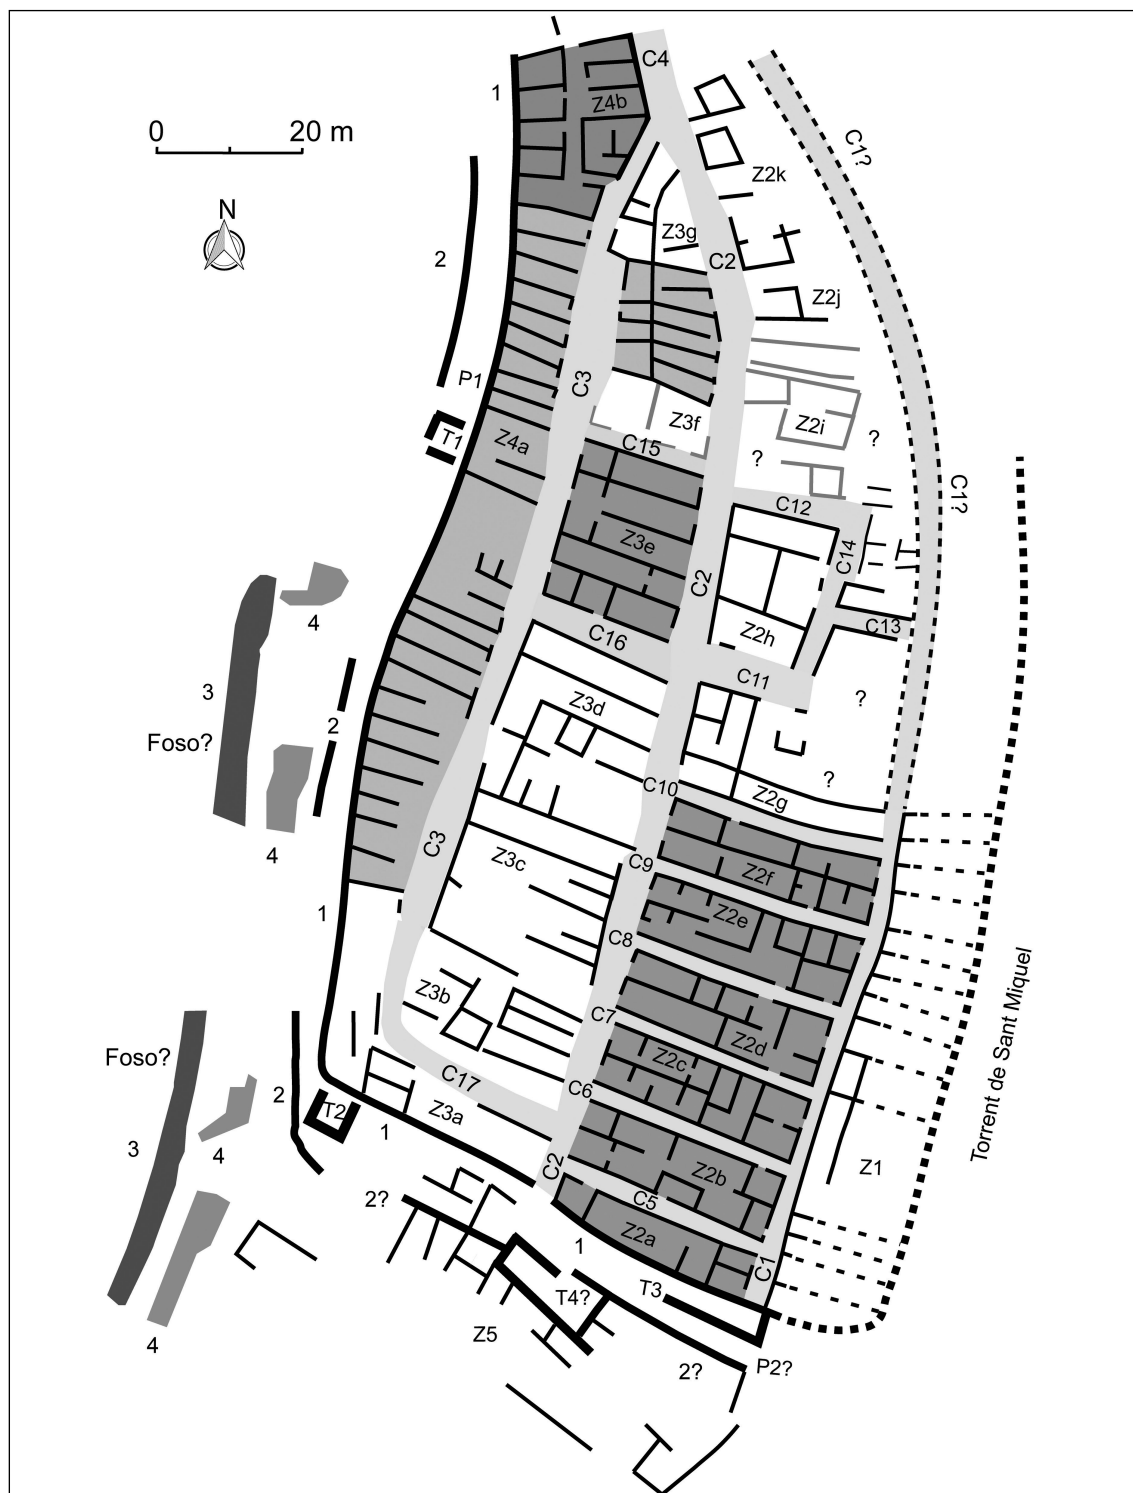 C4
1
Z4b
0 20 m
C1?
Z2k
N
Z3g
2
C2
Z2j
P1
C3
Z3f
Z2i
T1
Z4a
C15
?
?
C1?
C12
Z3e
C14
C2
4
C13
Z2h
C16
C11
3
?
Z3d
2
Foso?
?
C10
Z2g
C3
4
Z3c
C9
Z2f
1
Z2e
C8
Z3b
C7
Z2d
Torrent de Sant Miquel
Foso?
Z2c
C17
C6
2
T2
Z3a
1
3
4
C2
Z2b
Z1
2?
C5
Z2a
1
C1
T3
T4?
Z5
4
2?
P2?